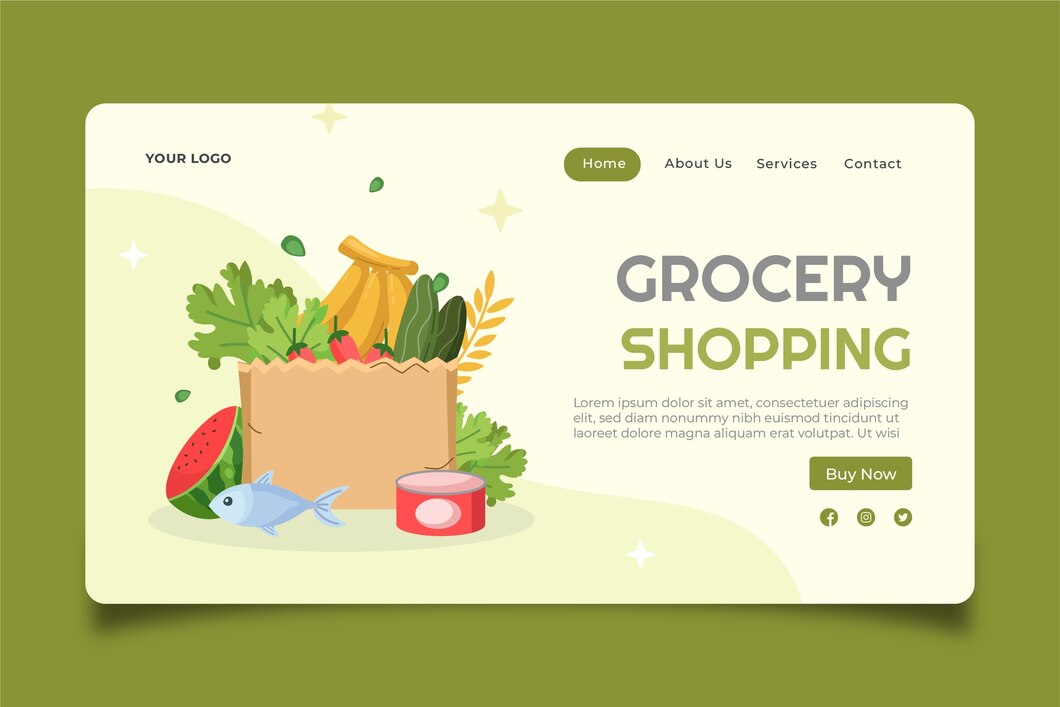 YOUR LOGO
Home About Us Services Contact
GROCERY
SHOPPING
Lorem ipsum dolor sit amet, consectetuer adipiscing
elit, sed diam nonummy nibh euismod tincidunt ut
laoreet dolore magna aliquam erat volutpat. Ut wisi
Buy Now